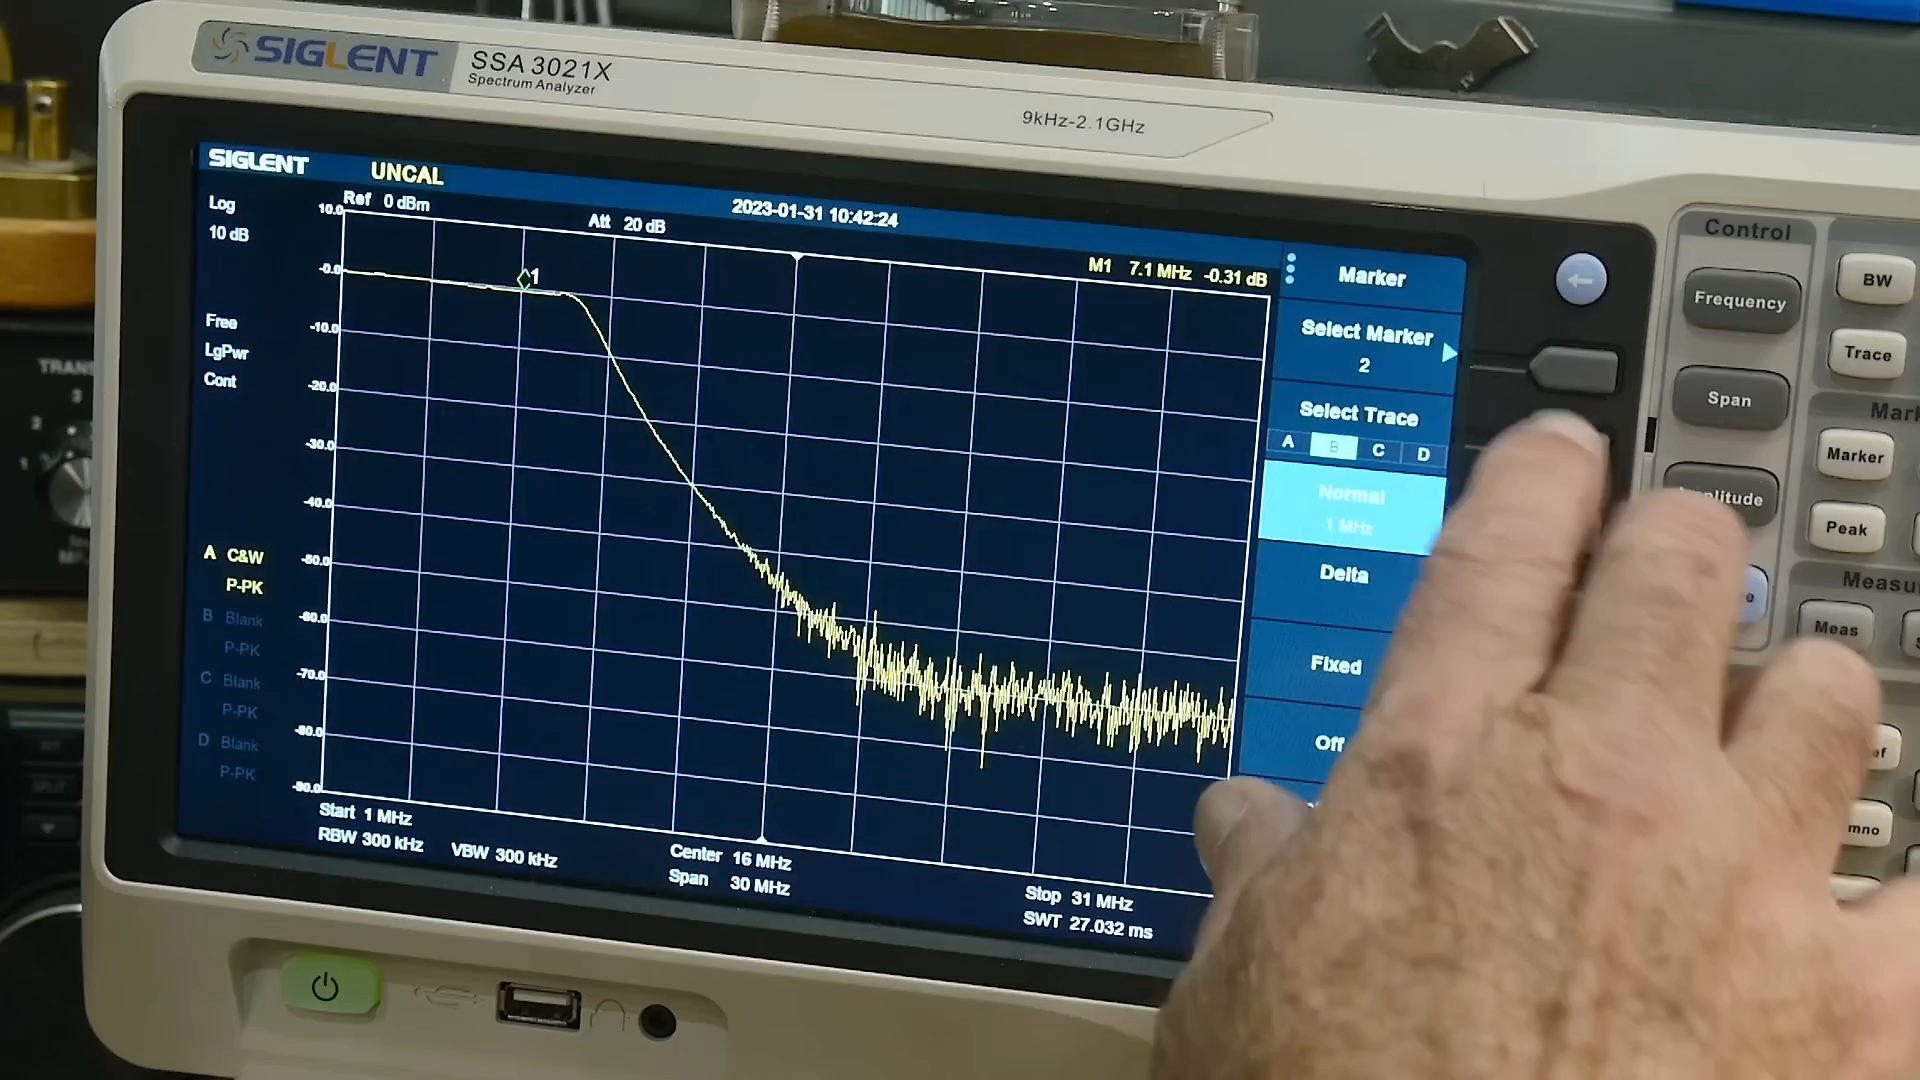 SIGLENT
SSA 3021X
Spectrum Analyzer
9kHz-2.1GHz
SIGLENT
UNCAL
2023-01-31 10:42:24
Log
10 dB
Ref 0 dBm
Att 20 dB
M1 7.1 MHz -0.31 dB
1
10.0
-0.0
-10.0
-20.0
-30.0
-40.0
-50.0
-60.0
-70.0
-80.0
-90.0
Free
LgPwr
Cont
A C&W
P-PK
B Blank
P-PK
C Blank
P-PK
D Blank
P-PK
Start 1 MHz
RBW 300 kHz
VBW 300 kHz
Center 16 MHz
Span 30 MHz
Stop 31 MHz
SWT 27.032 ms
Marker
Select Marker
2
Select Trace
A B C D
Normal
1 MHz
Delta
Fixed
Off
Control
Frequency
Span
BW
Trace
Marker
Peak
Meas
3
2
1